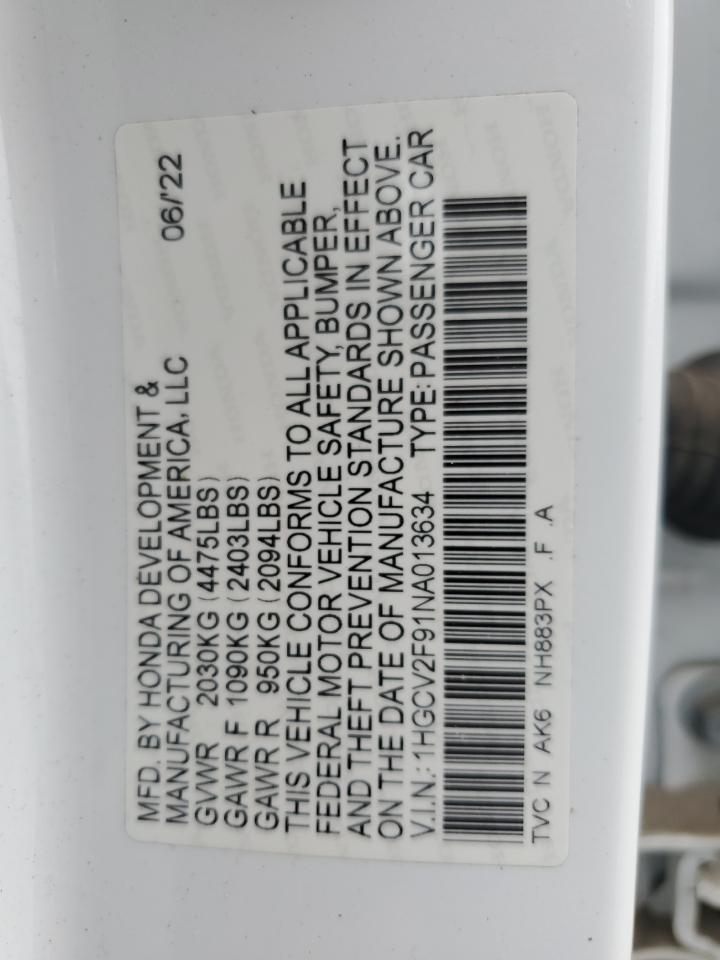 MFD. BY HONDA DEVELOPMENT &
MANUFACTURING OF AMERICA, LLC 06/'22
GVWR 2030KG (4475LBS)
GAWR F 1090KG (2403LBS)
GAWR R 950KG (2094LBS)
THIS VEHICLE CONFORMS TO ALL APPLICABLE
FEDERAL MOTOR VEHICLE SAFETY, BUMPER,
AND THEFT PREVENTION STANDARDS IN EFFECT
ON THE DATE OF MANUFACTURE SHOWN ABOVE.
V.I.N.: 1HGCV2F91NA013634 TYPE: PASSENGER CAR
TVC N AK6 NH883PX .F .A